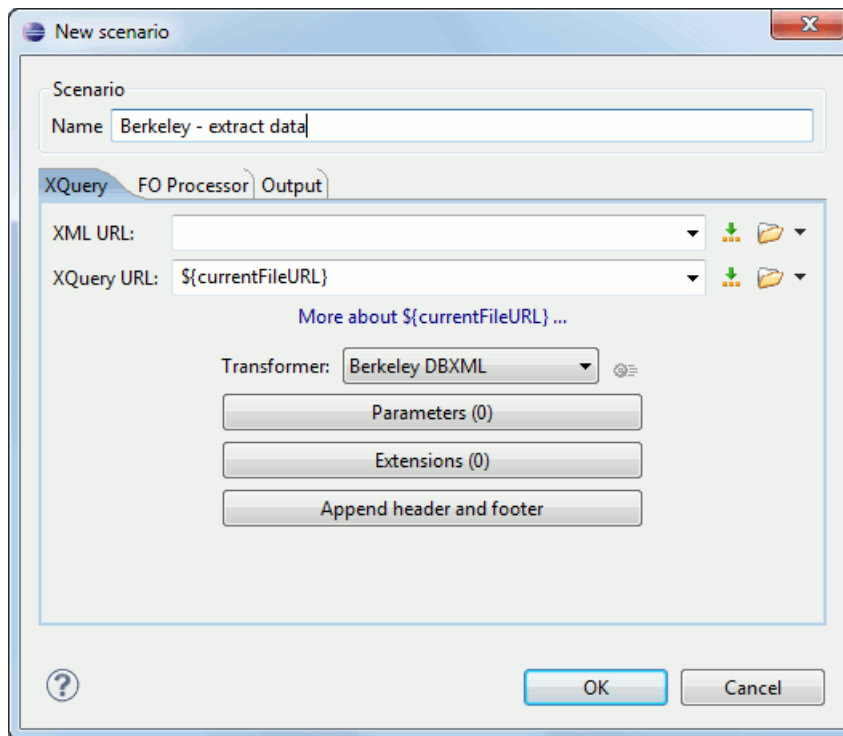 New scenario
Scenario
Name Berkeley - extract data
XQuery FO Processor Output
XML URL:
XQuery URL: ${currentFileURL}
More about ${currentFileURL} ...
Transformer: Berkeley DBXML
Parameters (0)
Extensions (0)
Append header and footer
? OK Cancel